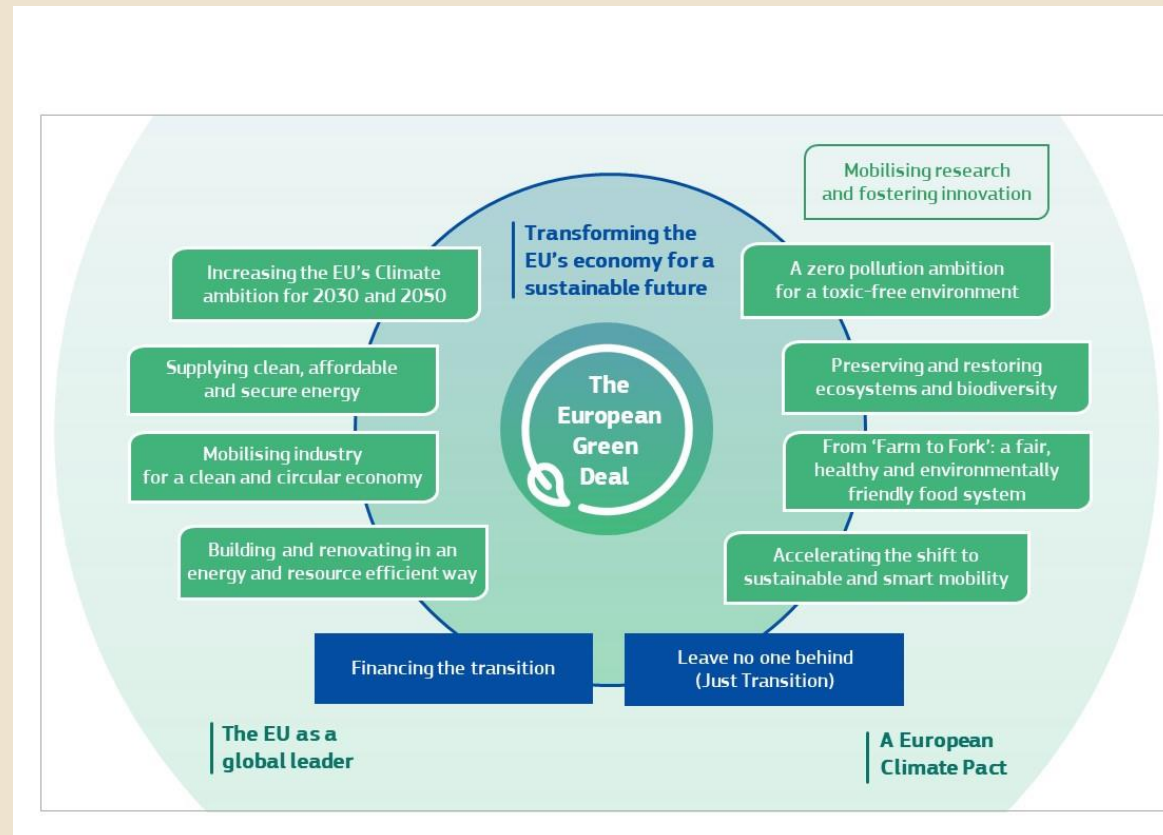 Mobilising research
and fostering innovation
Transforming the
EU's economy for a
sustainable future
Increasing the EU's Climate
ambition for 2030 and 2050
A zero pollution ambition
for a toxic-free environment
Supplying clean, affordable
and secure energy
Preserving and restoring
ecosystems and biodiversity
The
European
Green
Deal
Mobilising industry
for a clean and circular economy
From ‘Farm to Fork’: a fair,
healthy and environmentally
friendly food system
Building and renovating in an
energy and resource efficient way
Accelerating the shift to
sustainable and smart mobility
Financing the transition
Leave no one behind
(Just Transition)
The EU as a
global leader
A European
Climate Pact